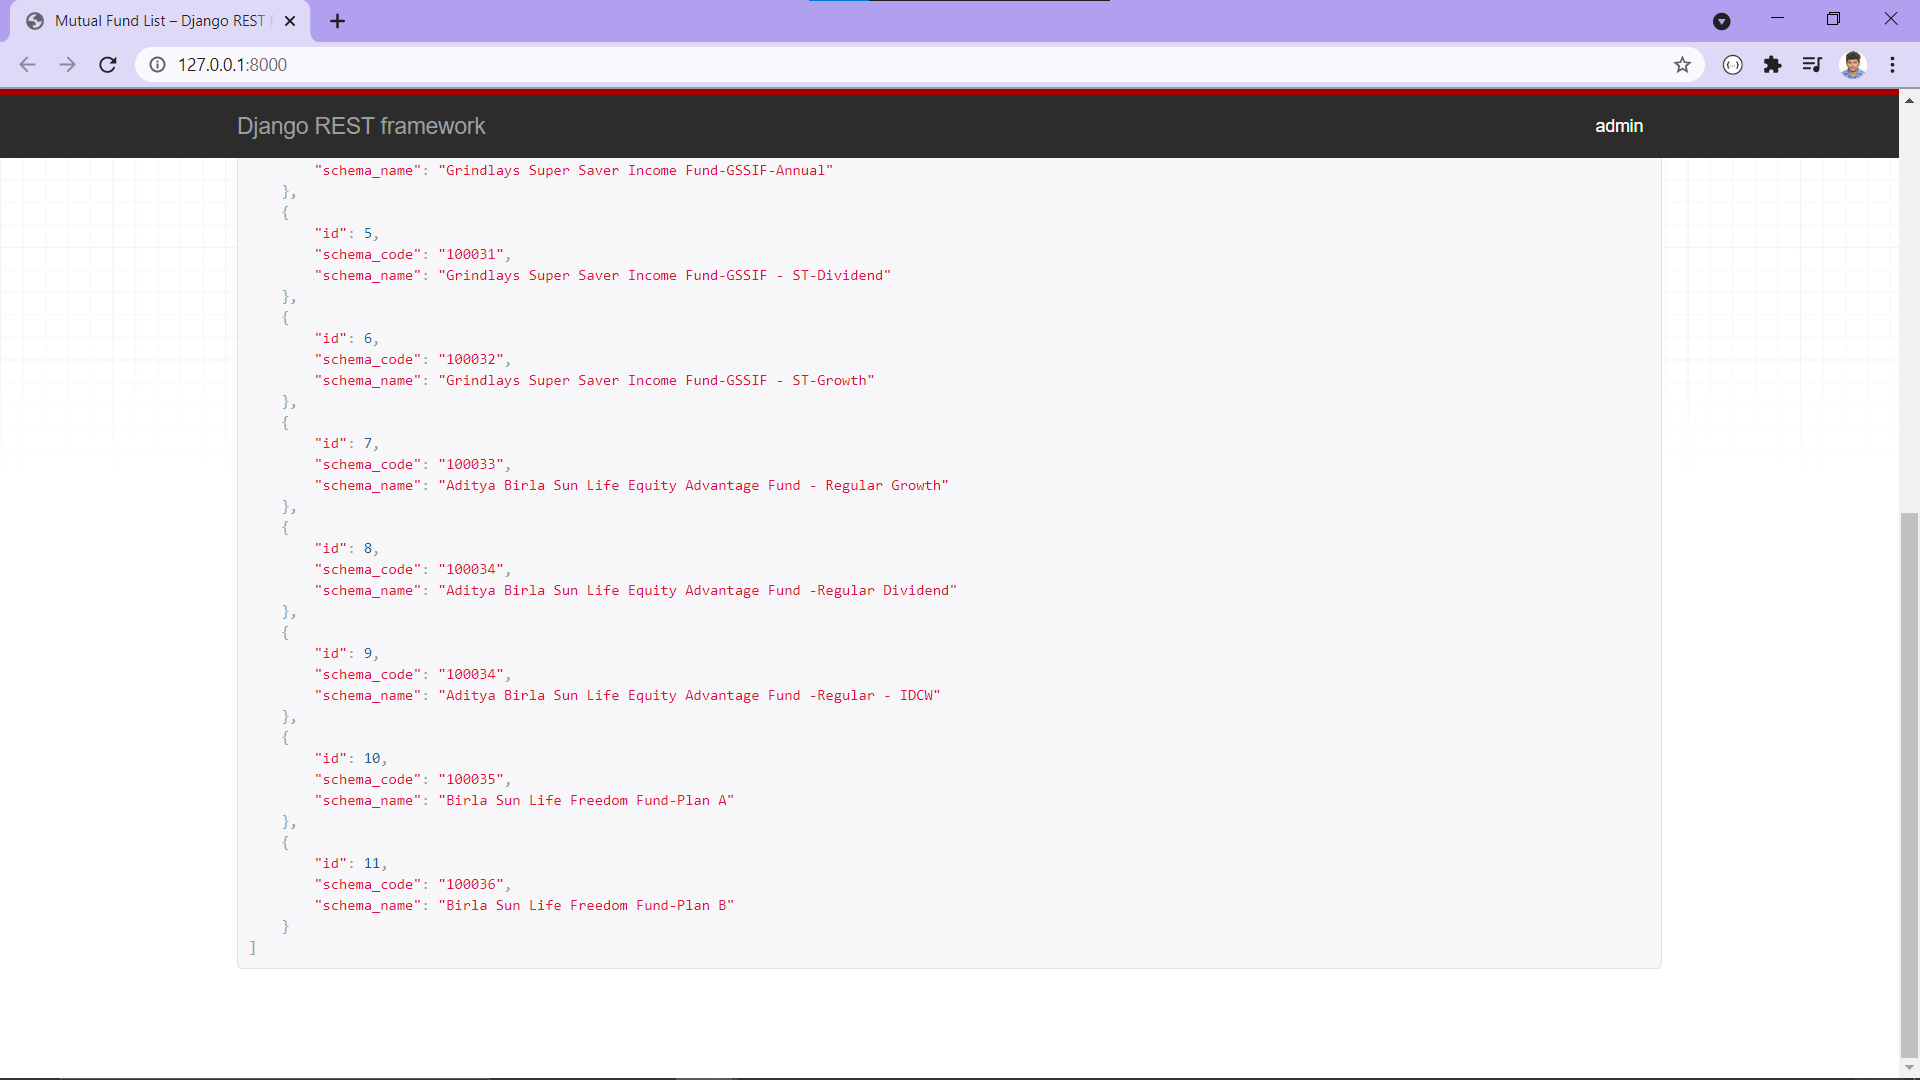 Mutual Fund List – Django REST
127.0.0.1:8000
Django REST framework
admin
"schema_name": "Grindlays Super Saver Income Fund-GSSIF-Annual"
},
{
"id": 5,
"schema_code": "100031",
"schema_name": "Grindlays Super Saver Income Fund-GSSIF - ST-Dividend"
},
{
"id": 6,
"schema_code": "100032",
"schema_name": "Grindlays Super Saver Income Fund-GSSIF - ST-Growth"
},
{
"id": 7,
"schema_code": "100033",
"schema_name": "Aditya Birla Sun Life Equity Advantage Fund - Regular Growth"
},
{
"id": 8,
"schema_code": "100034",
"schema_name": "Aditya Birla Sun Life Equity Advantage Fund -Regular Dividend"
},
{
"id": 9,
"schema_code": "100034",
"schema_name": "Aditya Birla Sun Life Equity Advantage Fund -Regular - IDCW"
},
{
"id": 10,
"schema_code": "100035",
"schema_name": "Birla Sun Life Freedom Fund-Plan A"
},
{
"id": 11,
"schema_code": "100036",
"schema_name": "Birla Sun Life Freedom Fund-Plan B"
}
]